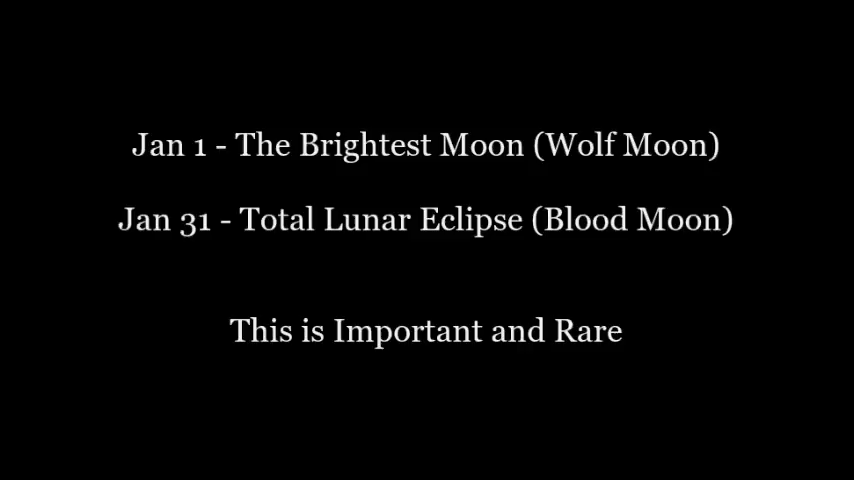 Jan 1 - The Brightest Moon (Wolf Moon)
Jan 31 - Total Lunar Eclipse (Blood Moon)
This is Important and Rare